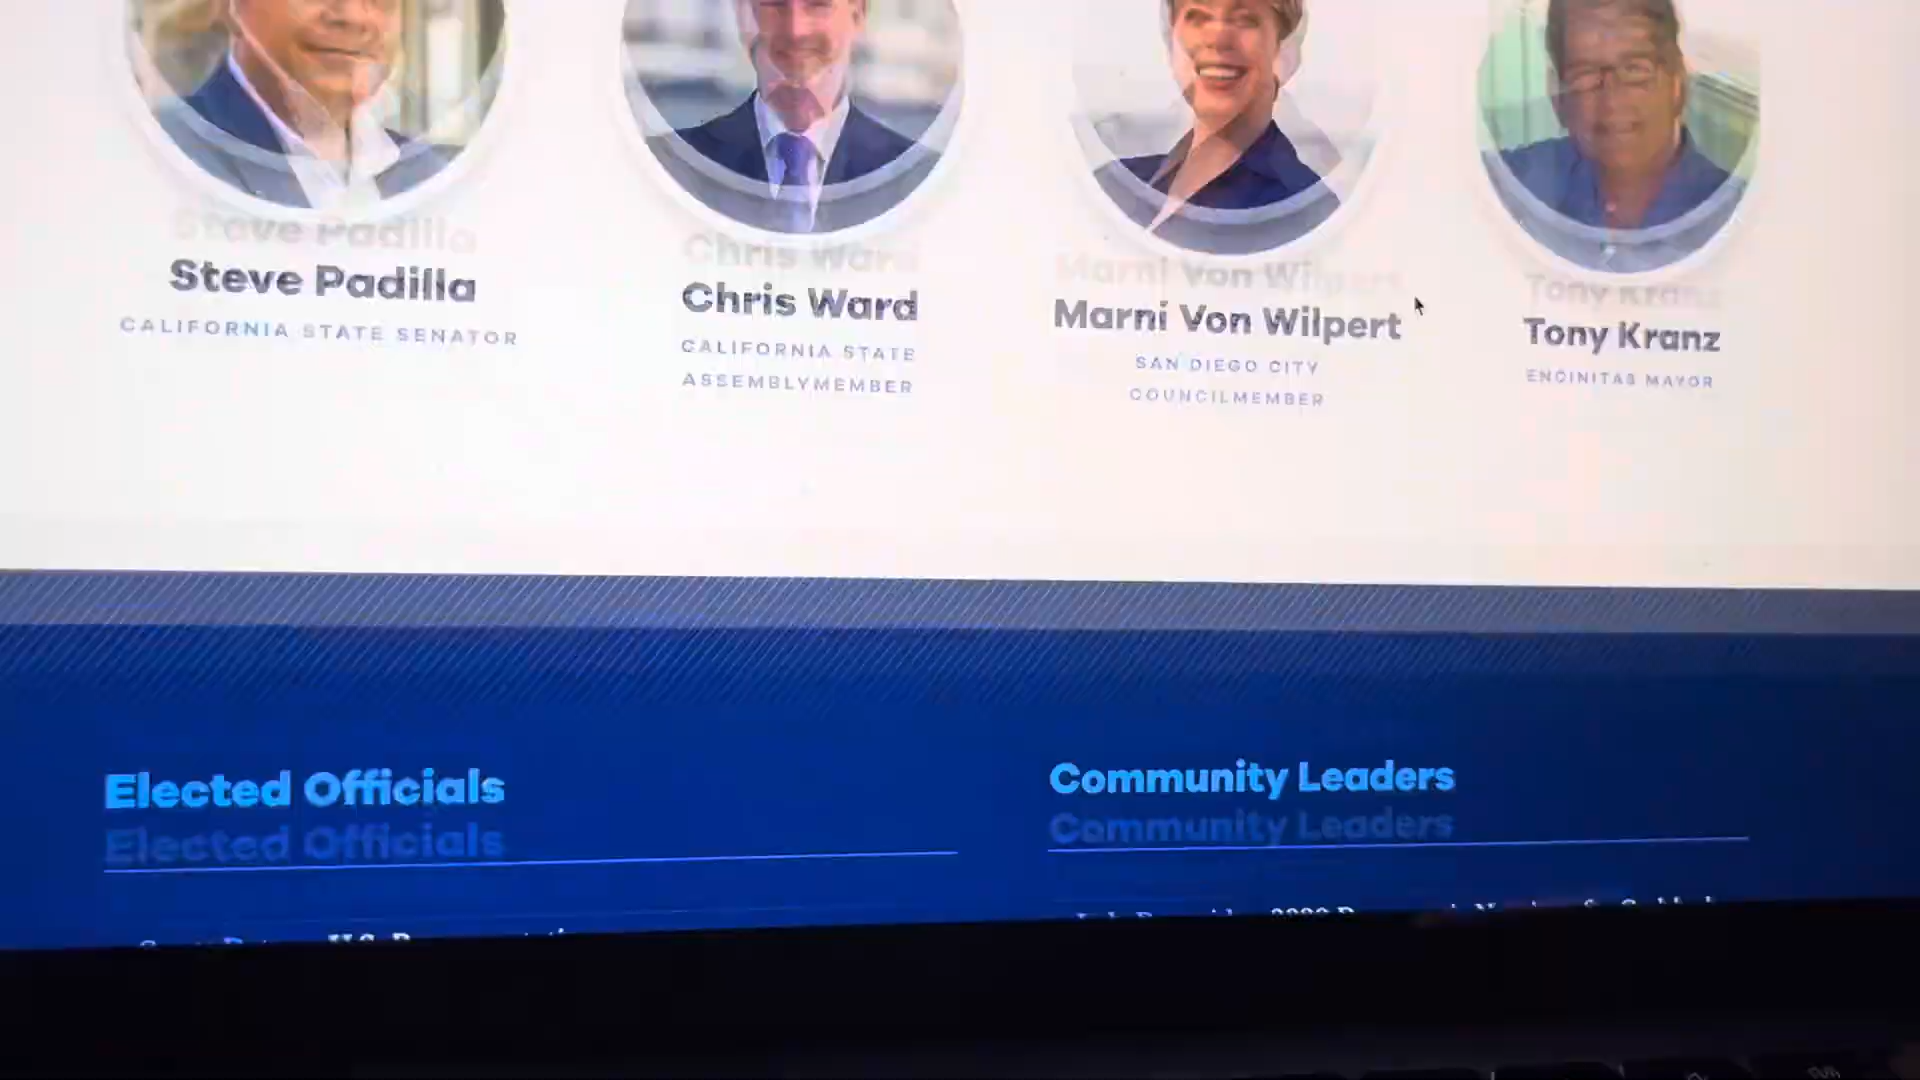 Steve Padilla
CALIFORNIA STATE SENATOR
Chris Ward
CALIFORNIA STATE
ASSEMBLYMEMBER
Marni Von Wilpert
SAN DIEGO CITY
COUNCILMEMBER
Tony Kranz
ENCINITAS MAYOR
Elected Officials
Community Leaders